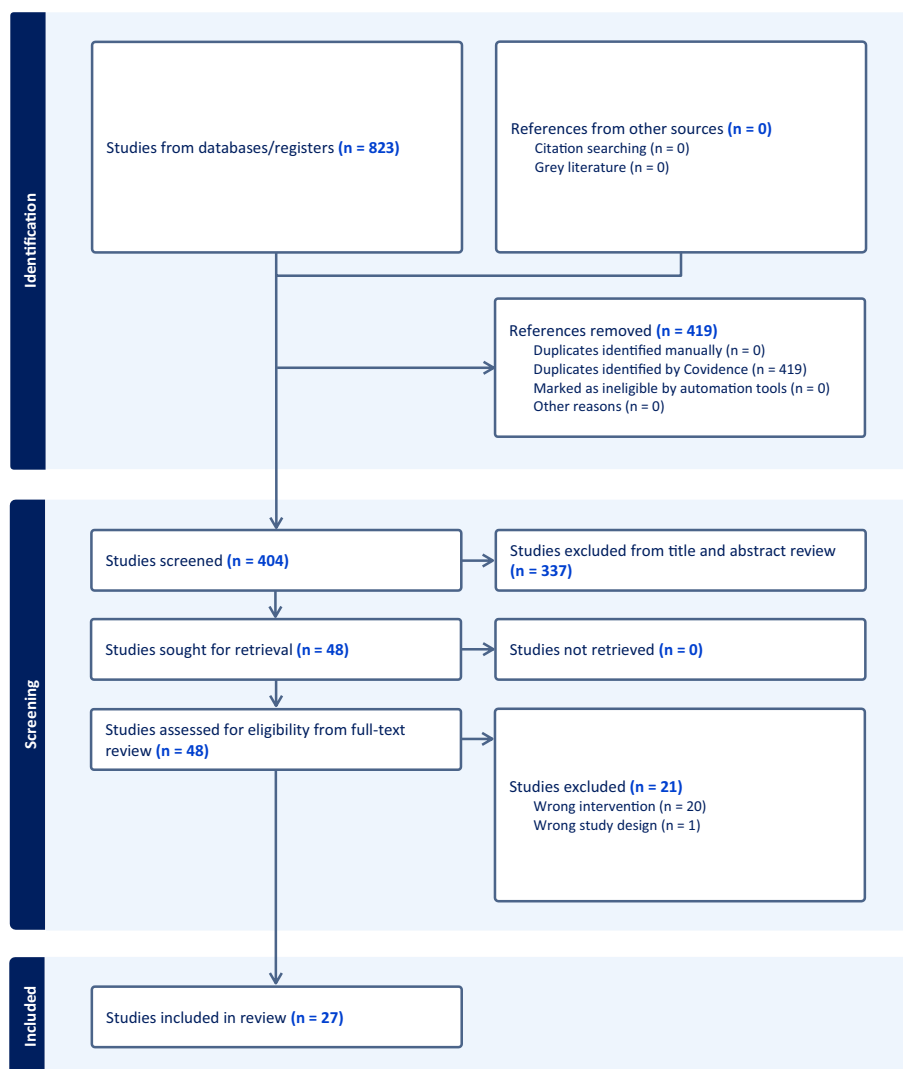 Identification
Studies from databases/registers (n = 823)
References from other sources (n = 0)
Citation searching (n = 0)
Grey literature (n = 0)
References removed (n = 419)
Duplicates identified manually (n = 0)
Duplicates identified by Covidence (n = 419)
Marked as ineligible by automation tools (n = 0)
Other reasons (n = 0)
Screening
Studies screened (n = 404)
Studies excluded from title and abstract review
(n = 337)
Studies sought for retrieval (n = 48)
Studies not retrieved (n = 0)
Studies assessed for eligibility from full-text
review (n = 48)
Studies excluded (n = 21)
Wrong intervention (n = 20)
Wrong study design (n = 1)
Included
Studies included in review (n = 27)